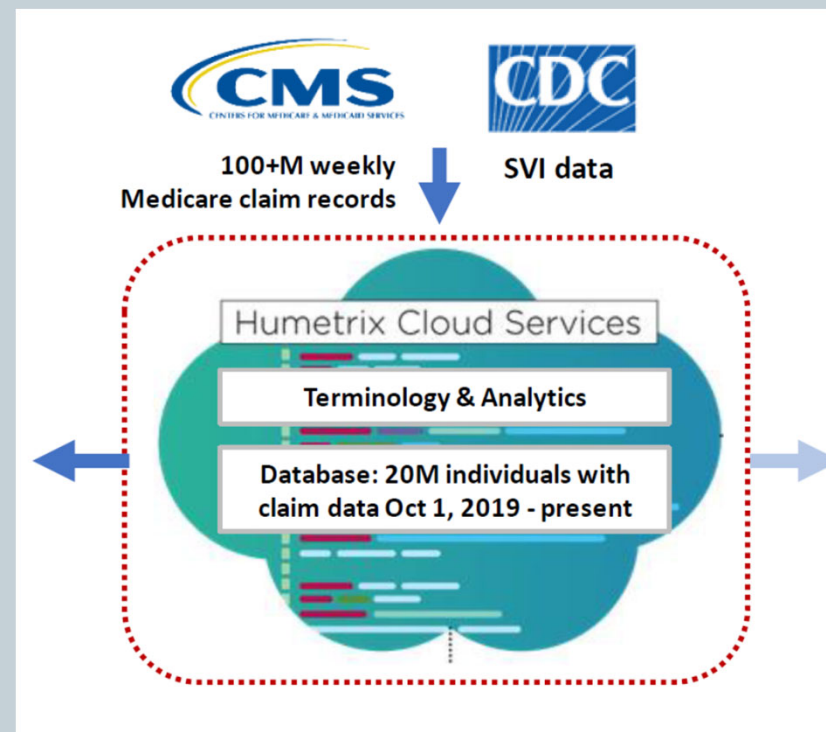 CMS
CENTERS FOR MEDICARE & MEDICAID SERVICES
CDC
100+M weekly
Medicare claim records
SVI data
Humetrix Cloud Services
Terminology & Analytics
Database: 20M individuals with
claim data Oct 1, 2019 - present